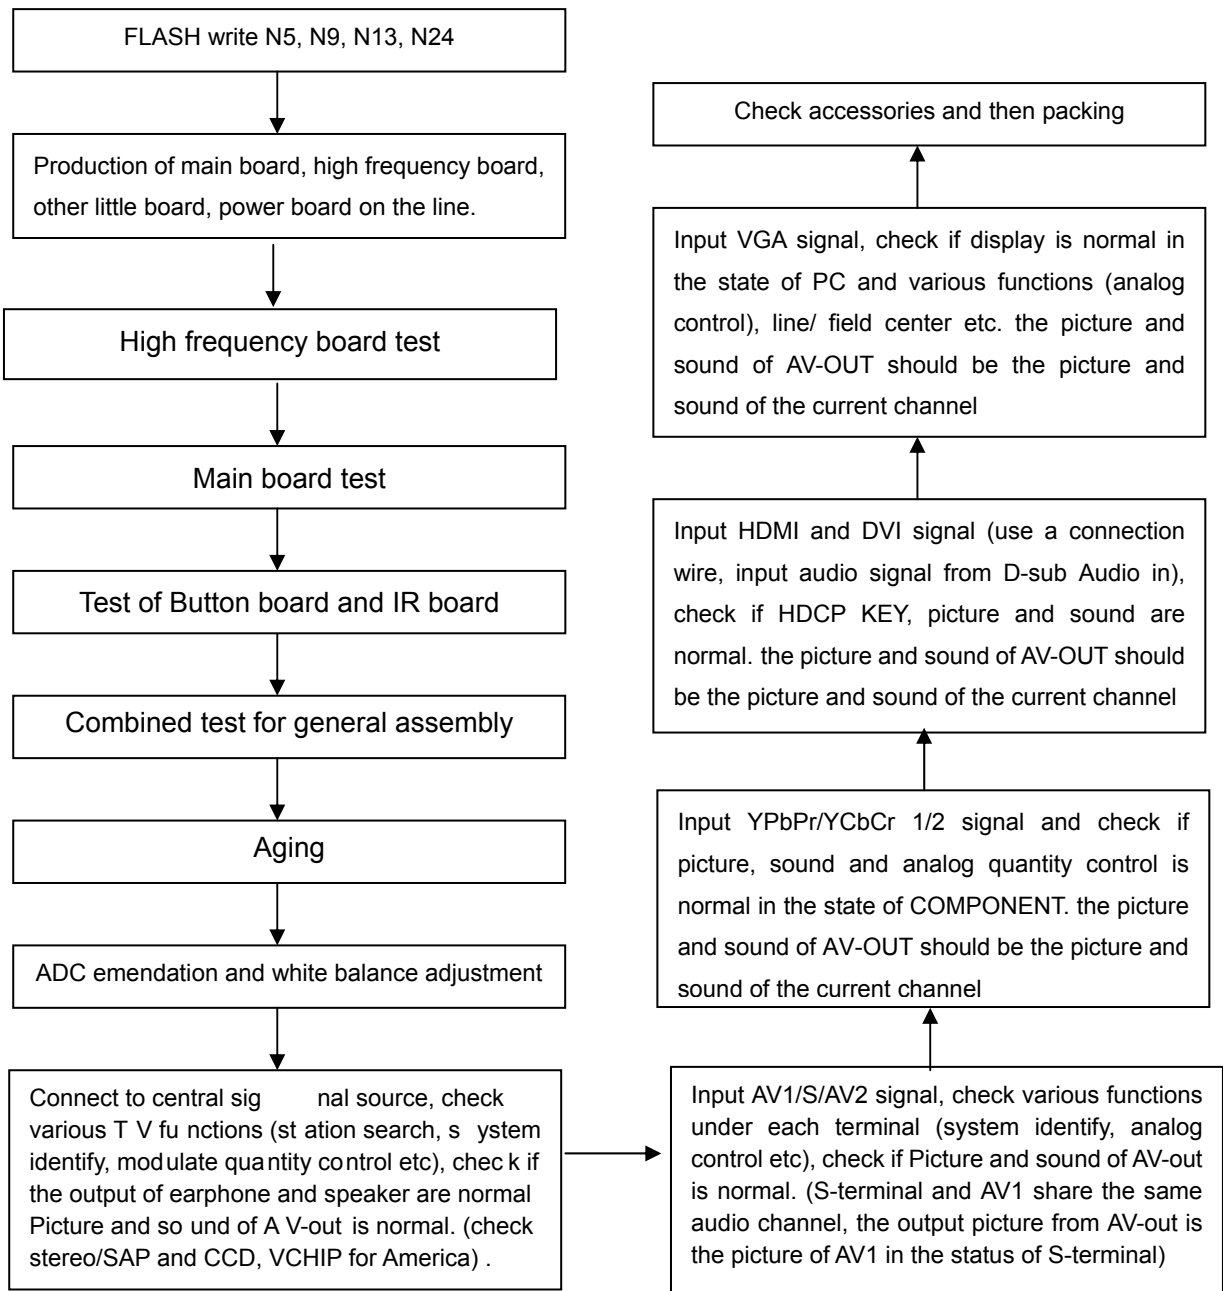 FLASH write N5, N9, N13, N24
Production of main board, high frequency board,
other little board, power board on the line.
High frequency board test
Main board test
Test of Button board and IR board
Combined test for general assembly
Aging
ADC emendation and white balance adjustment
Connect to central sig nal source, check
various T V fu nctions (st ation search, s ystem
identify, modulate quantity control etc), chec k if
the output of earphone and speaker are normal
Picture and so und of A V-out is normal. (check
stereo/SAP and CCD, VCHIP for America) .
Input AV1/S/AV2 signal, check various functions
under each terminal (system identify, analog
control etc), check if Picture and sound of AV-out
is normal. (S-terminal and AV1 share the same
audio channel, the output picture from AV-out is
the picture of AV1 in the status of S-terminal)
Input YPbPr/YCbCr 1/2 signal and check if
picture, sound and analog quantity control is
normal in the state of COMPONENT. the picture
and sound of AV-OUT should be the picture and
sound of the current channel
Input HDMI and DVI signal (use a connection
wire, input audio signal from D-sub Audio in),
check if HDCP KEY, picture and sound are
normal. the picture and sound of AV-OUT should
be the picture and sound of the current channel
Input VGA signal, check if display is normal in
the state of PC and various functions (analog
control), line/ field center etc. the picture and
sound of AV-OUT should be the picture and
sound of the current channel
Check accessories and then packing